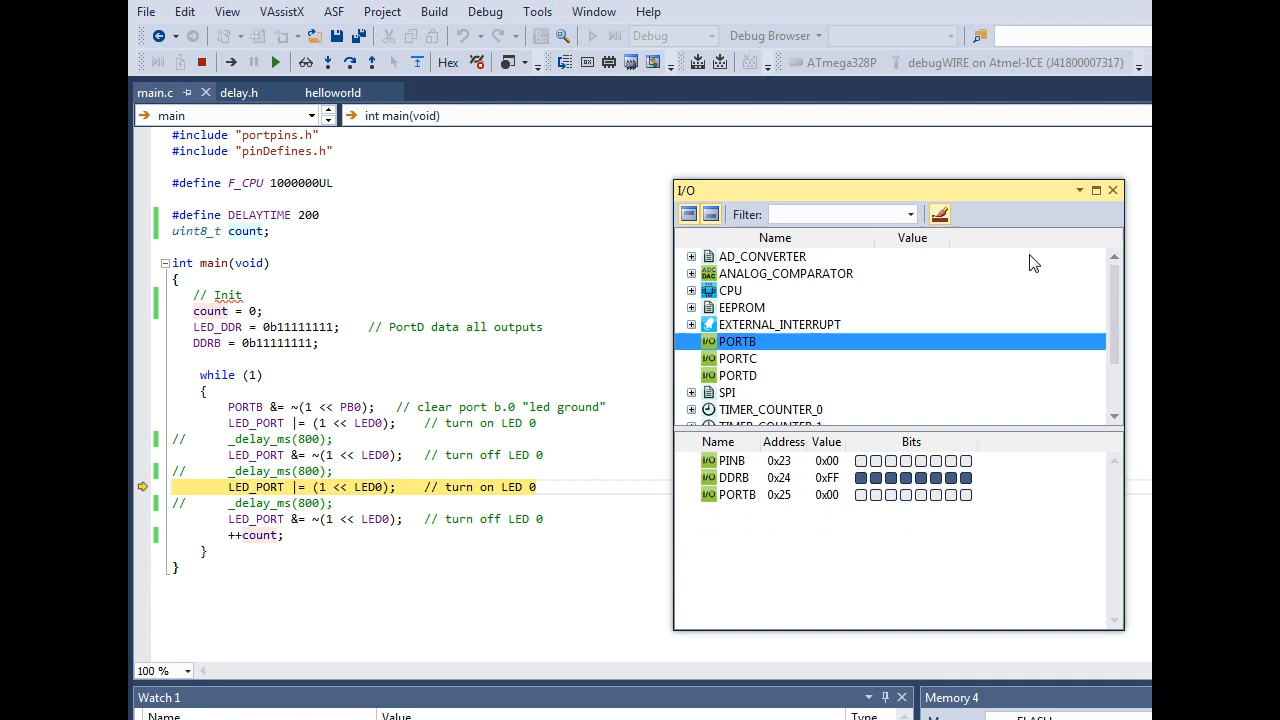 File Edit View VAssistX ASF Project Build Debug Tools Window Help
Debug Debug Browser
Hex ATmega328P debugWIRE on Atmel-ICE (J41800007317)
main.c delay.h helloworld
main int main(void)
#include "portpins.h"
#include "pinDefines.h"
#define F_CPU 1000000UL
#define DELAYTIME 200
uint8_t count;
int main(void)
{
// Init
count = 0;
LED_DDR = 0b11111111; // PortD data all outputs
DDRB = 0b11111111;
while (1)
{
PORTB &= ~(1 << PB0); // clear port b.0 "led ground"
LED_PORT |= (1 << LED0); // turn on LED 0
// _delay_ms(800);
LED_PORT &= ~(1 << LED0); // turn off LED 0
// _delay_ms(800);
LED_PORT |= (1 << LED0); // turn on LED 0
// _delay_ms(800);
LED_PORT &= ~(1 << LED0); // turn off LED 0
++count;
}
}
100 %
I/O
Filter:
Name Value
AD_CONVERTER
ADC DAC ANALOG_COMPARATOR
CPU
EEPROM
EXTERNAL_INTERRUPT
I/O PORTB
I/O PORTC
I/O PORTD
SPI
TIMER_COUNTER_0
Name Address Value Bits
I/O PINB 0x23 0x00
I/O DDRB 0x24 0xFF
I/O PORTB 0x25 0x00
Watch 1
Name Value Type
Memory 4